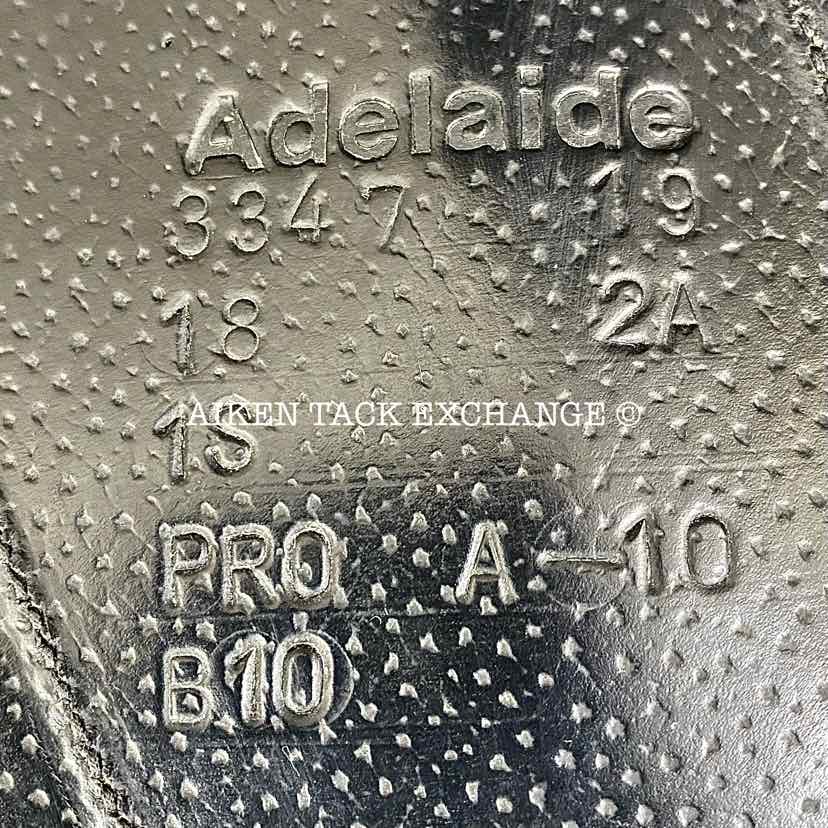 Adelaide
3347 19
18 2A
AIKEN TACK EXCHANGE ©
1S
PRO A-10
B10